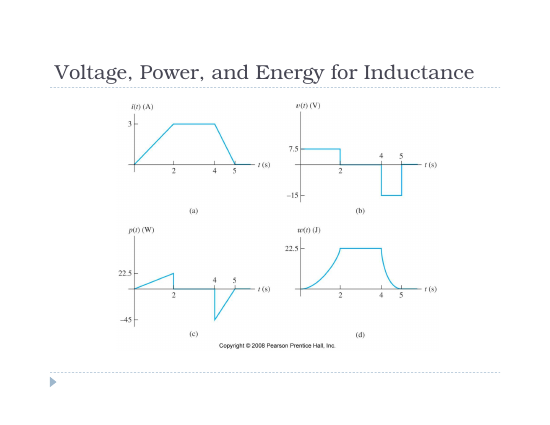 Voltage, Power, and Energy for Inductance
i(t) (A)
3
2 4 5 t (s)
(a)
v(t) (V)
7.5
4 5
t (s)
2
–15
(b)
p(t) (W)
22.5
4 5
t (s)
2
–45
(c)
w(t) (J)
22.5
t (s)
2 4 5
(d)
Copyright © 2008 Pearson Prentice Hall, Inc.